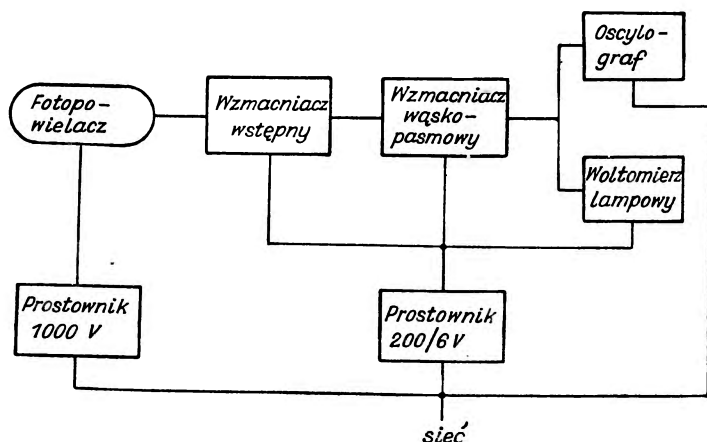 Oscylo-
graf
Fotopo-
wielacz
Wzmacniacz
wstępny
Wzmacniacz
wąsko-
pasmowy
Woltomierz
lampowy
Prostownik
1000 V
Prostownik
200/6 V
sieć